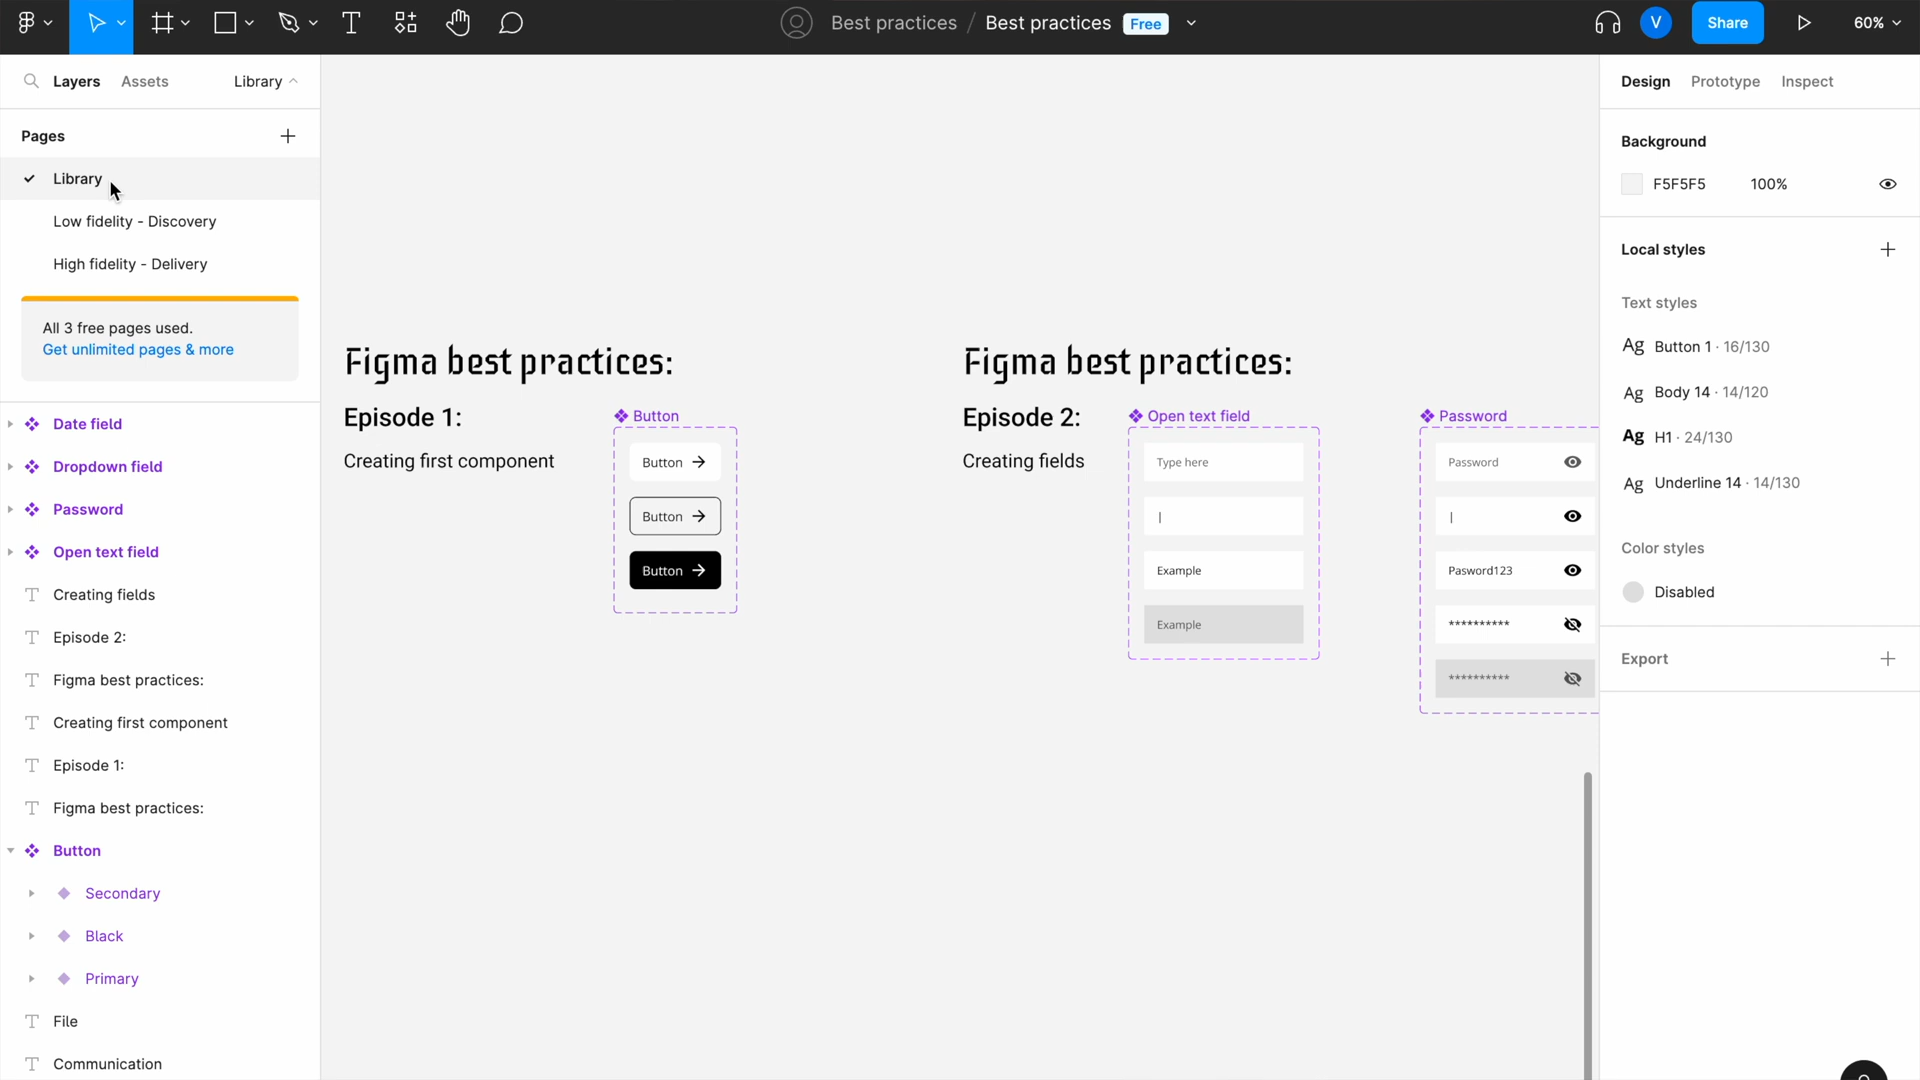 Best practices / Best practices Free
V
Share
60%
Layers Assets Library
Pages
Library
Low fidelity - Discovery
High fidelity - Delivery
All 3 free pages used.
Get unlimited pages & more
Date field
Dropdown field
Password
Open text field
Creating fields
Episode 2:
Figma best practices:
Creating first component
Episode 1:
Figma best practices:
Button
Secondary
Black
Primary
File
Communication
Figma best practices:
Episode 1:
Creating first component
Button
Button
Button
Button
Figma best practices:
Episode 2:
Creating fields
Open text field
Type here
|
Example
Example
Password
Password
|
Pasword123
**********
**********
Design Prototype Inspect
Background
F5F5F5 100%
Local styles
Text styles
Ag Button 1 · 16/130
Ag Body 14 · 14/120
Ag H1 · 24/130
Ag Underline 14 · 14/130
Color styles
Disabled
Export